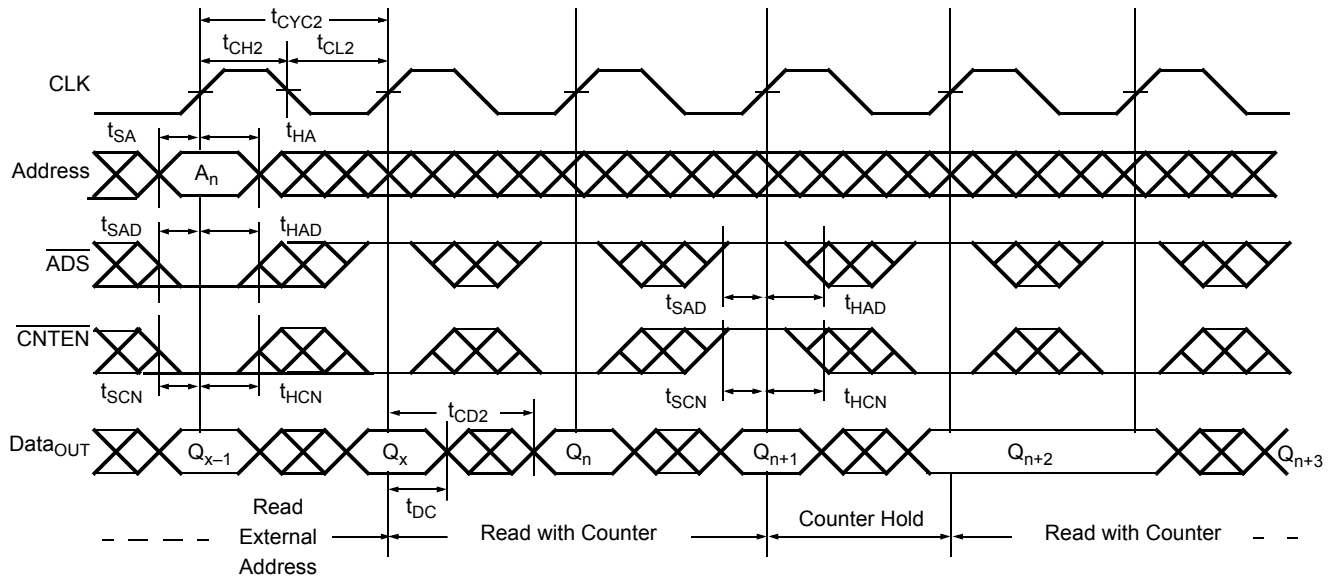 tCYC2
tCH2 tCL2
CLK
tSA tHA
Address An
tSAD tHAD
ADS
tSAD tHAD
CNTEN
tSCN tHCN tSCN tHCN
tCD2
DataOUT Qx–1 Qx Qn Qn+1 Qn+2 Qn+3
tDC
Read External Address
Read with Counter
Counter Hold
Read with Counter